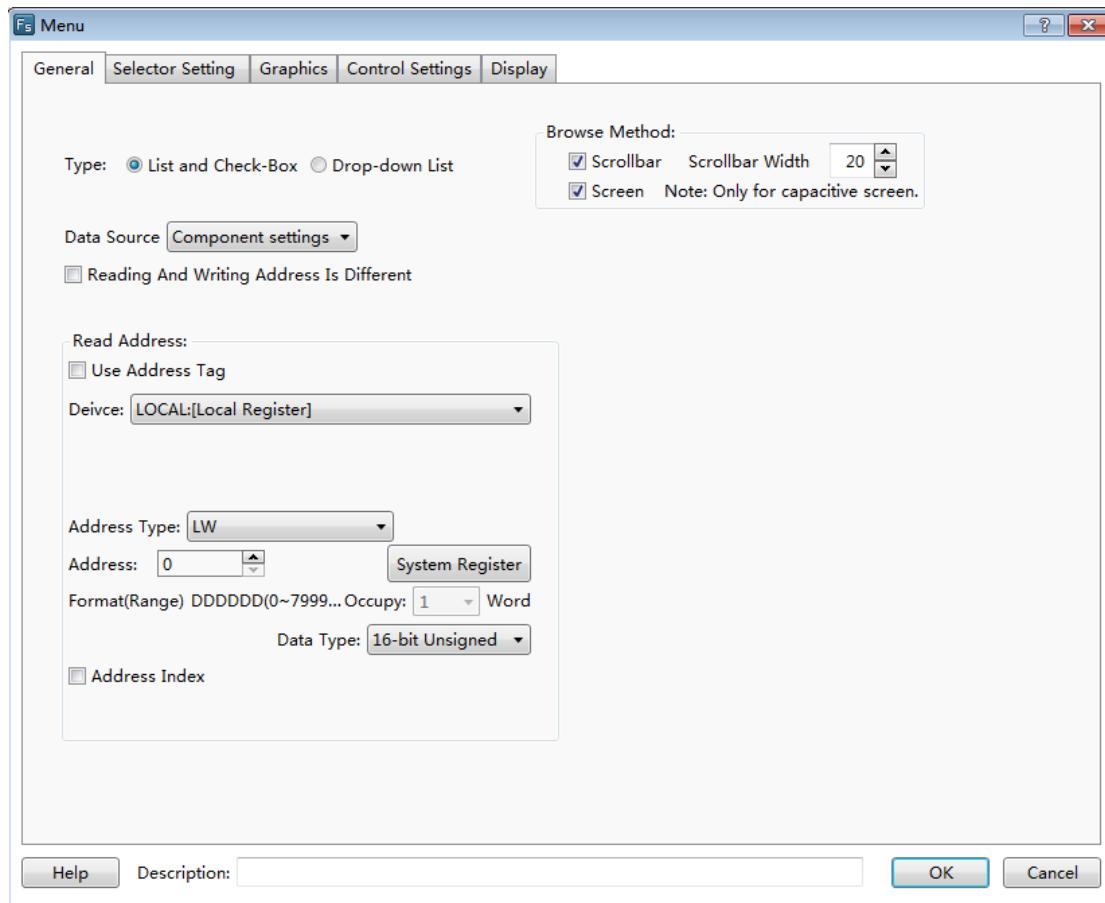 Fs Menu
General Selector Setting Graphics Control Settings Display
Browse Method:
Type: List and Check-Box Drop-down List
Scrollbar Scrollbar Width 20
Screen Note: Only for capacitive screen.
Data Source Component settings
Reading And Writing Address Is Different
Read Address:
Use Address Tag
Deivce: LOCAL:[Local Register]
Address Type: LW
Address: 0 System Register
Format(Range) DDDDDD(0~7999... Occupy: 1 Word
Data Type: 16-bit Unsigned
Address Index
Help Description: OK Cancel